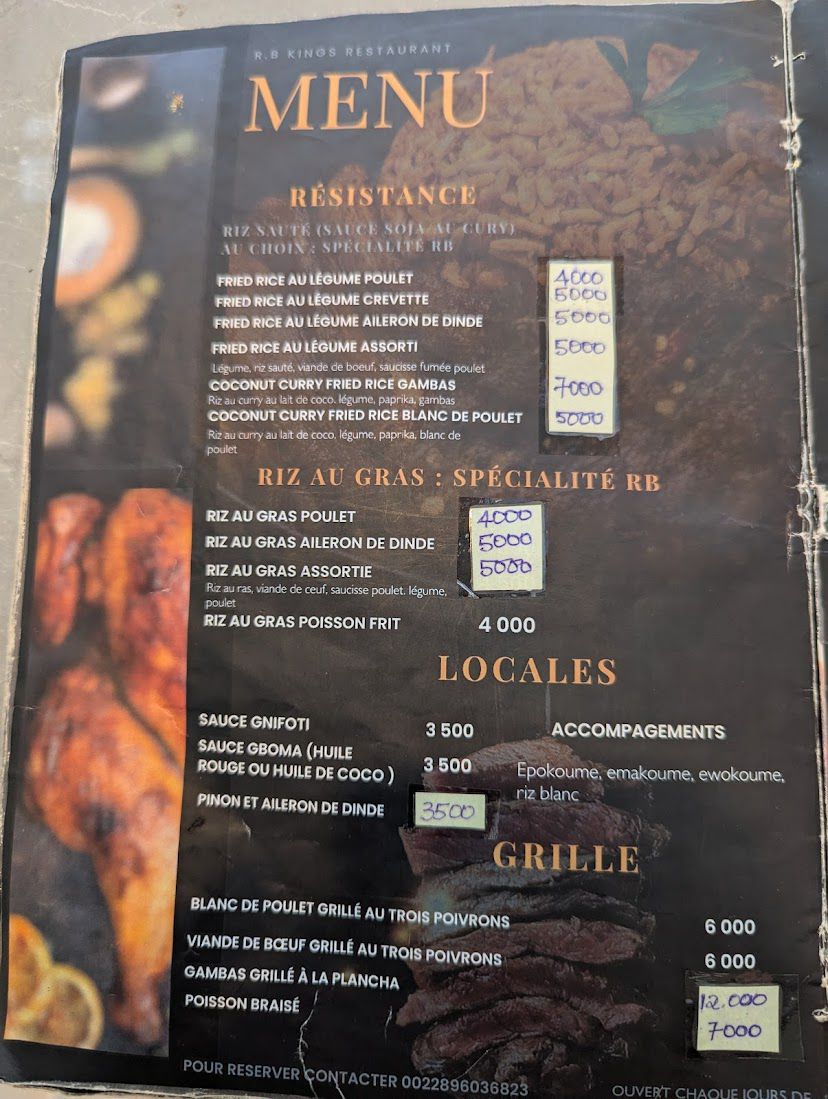 R.B KINGS RESTAURANT
MENU
RÉSISTANCE
RIZ SAUTÉ (SAUCE SOJA AU CURY)
AU CHOIX : SPÉCIALITÉ RB
FRIED RICE AU LÉGUME POULET 4000
FRIED RICE AU LÉGUME CREVETTE 5000
FRIED RICE AU LÉGUME AILERON DE DINDE 5000
FRIED RICE AU LÉGUME ASSORTI 5000
Légume, riz sauté, viande de boeuf, saucisse fumée poulet
COCONUT CURRY FRIED RICE GAMBAS 7000
Riz au curry au lait de coco. légume, paprika, gambas
COCONUT CURRY FRIED RICE BLANC DE POULET 5000
Riz au curry au lait de coco, légume, paprika, blanc de
poulet
RIZ AU GRAS : SPÉCIALITÉ RB
RIZ AU GRAS POULET 4000
RIZ AU GRAS AILERON DE DINDE 5000
RIZ AU GRAS ASSORTIE 5000
Riz au ras, viande de œuf, saucisse poulet. légume,
poulet
RIZ AU GRAS POISSON FRIT 4 000
LOCALES
SAUCE GNIFOTI 3 500
SAUCE GBOMA (HUILE
ROUGE OU HUILE DE COCO ) 3 500
PINON ET AILERON DE DINDE 3500
ACCOMPAGEMENTS
Epokoume, emakoume, ewokoume,
riz blanc
GRILLE
BLANC DE POULET GRILLÉ AU TROIS POIVRONS 6 000
VIANDE DE BŒUF GRILLÉ AU TROIS POIVRONS 6 000
GAMBAS GRILLÉ À LA PLANCHA 12.000
POISSON BRAISÉ 7000
POUR RESERVER CONTACTER 0022896036823
OUVERT CHAQUE JOURS DE